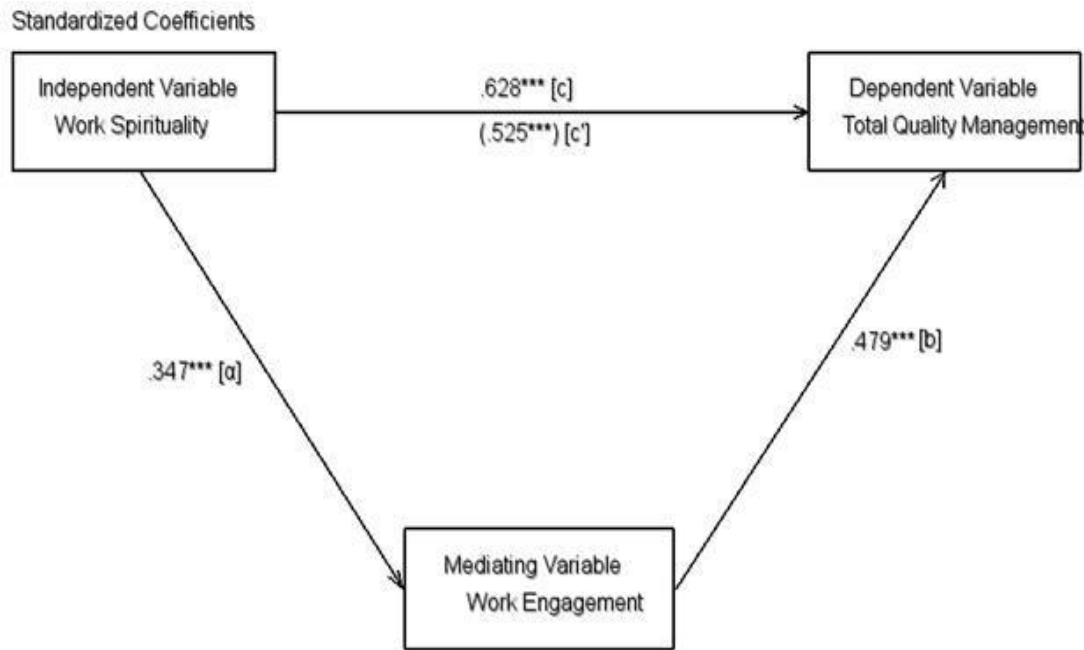 Standardized Coefficients
Independent Variable
Work Spirituality
.628*** [c]
(.525***) [c']
Dependent Variable
Total Quality Management
.347*** [α]
.479*** [b]
Mediating Variable
Work Engagement